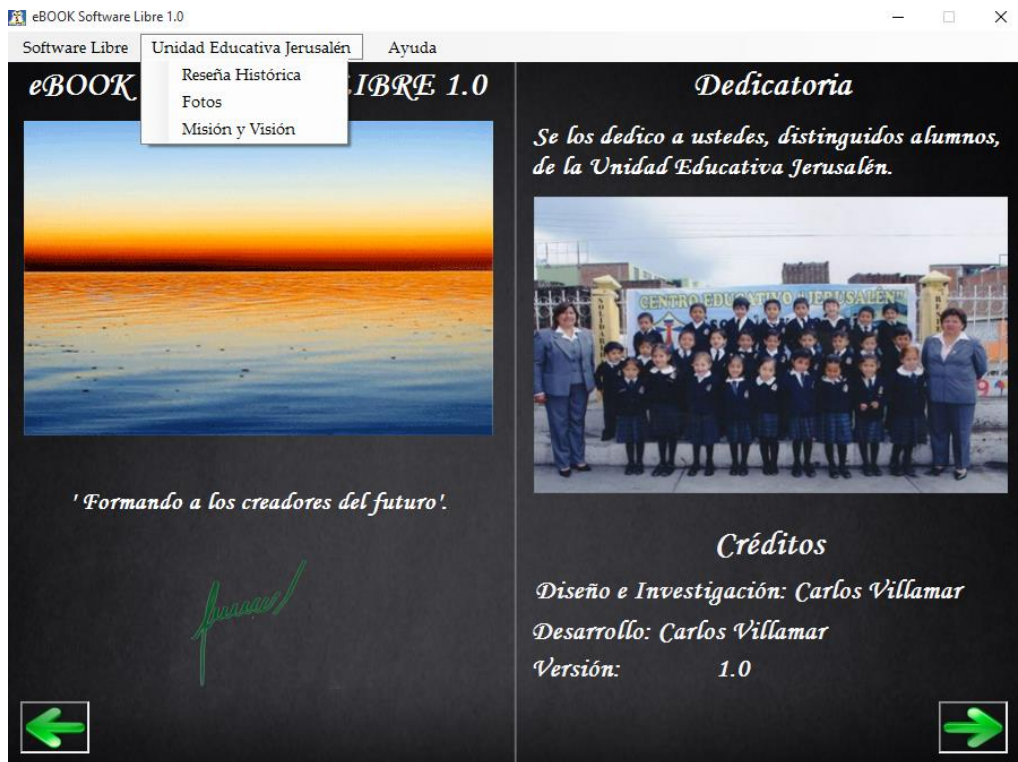 eBOOK Software Libre 1.0
Software Libre Unidad Educativa Jerusalén Ayuda
Reseña Histórica
Fotos
Misión y Visión
eBOOK IBRE 1.0
'Formando a los creadores del futuro'.
Dedicatoria
Se los dedico a ustedes, distinguidos alumnos,
de la Unidad Educativa Jerusalén.
CENTRO EDUCATIVO "JERUSALÉN"
SOLIDARID
Créditos
Diseño e Investigación: Carlos Villamar
Desarrollo: Carlos Villamar
Versión: 1.0